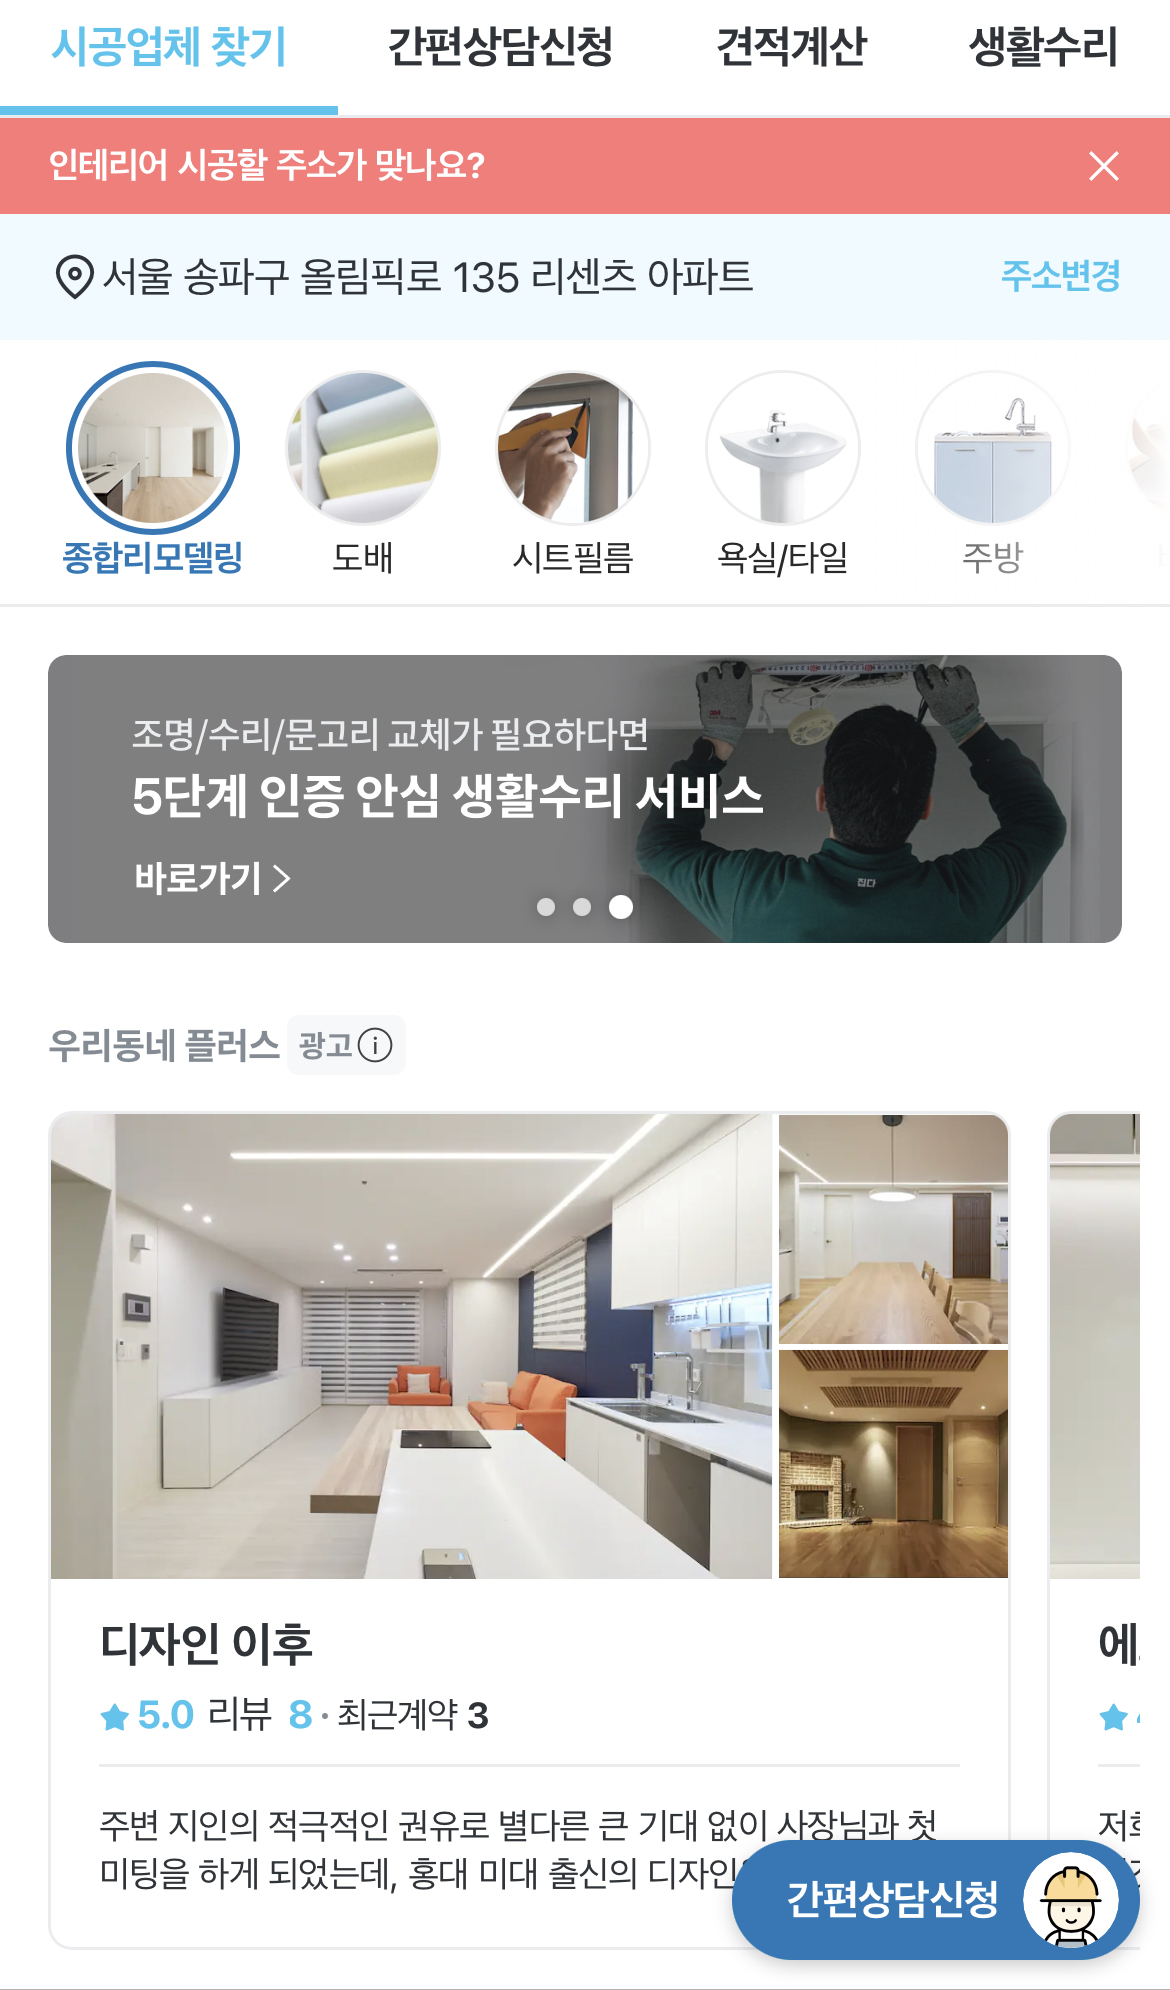 시공업체 찾기 간편상담신청 견적계산 생활수리
인테리어 시공할 주소가 맞나요?
서울 송파구 올림픽로 135 리센츠 아파트 주소변경
종합리모델링 도배 시트필름 욕실/타일 주방
조명/수리/문고리 교체가 필요하다면
5단계 인증 안심 생활수리 서비스
집다
바로가기
우리동네 플러스 광고
디자인 이후
5.0 리뷰 8 · 최근계약 3
주변 지인의 적극적인 권유로 별다른 큰 기대 없이 사장님과 첫
미팅을 하게 되었는데, 홍대 미대 출신의 디자인
간편상담신청